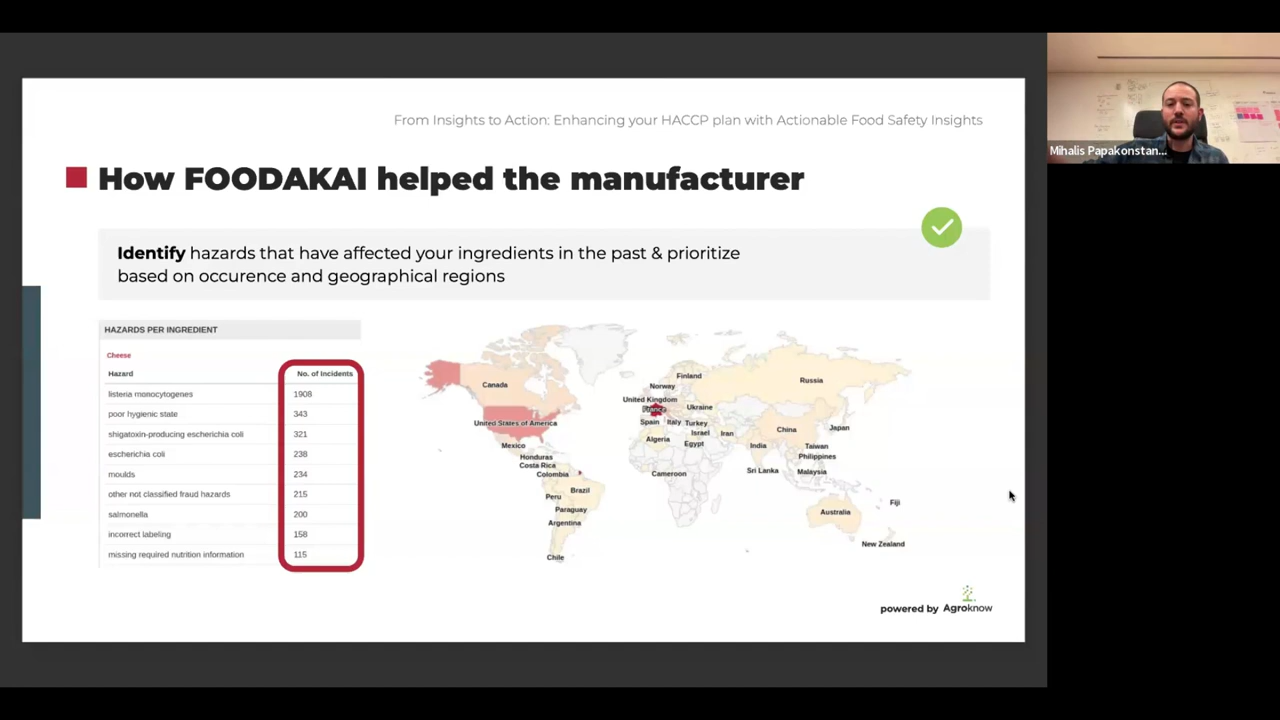 From Insights to Action: Enhancing your HACCP plan with Actionable Food Safety Insights
How FOODAKAI helped the manufacturer
Identify hazards that have affected your ingredients in the past & prioritize
based on occurence and geographical regions
HAZARDS PER INGREDIENT
Cheese
Hazard No. of Incidents
listeria monocytogenes 1908
poor hygienic state 343
shigatoxin-producing escherichia coli 321
escherichia coli 238
moulds 234
other not classified fraud hazards 215
salmonella 200
incorrect labeling 158
missing required nutrition information 115
Canada
United States of America
Mexico
Honduras
Costa Rica
Colombia
Brazil
Peru
Paraguay
Argentina
Chile
Finland
Norway
United Kingdom
France
Ukraine
Spain
Italy
Turkey
Israel
Iran
Algeria
Egypt
Cameroon
Russia
China
Japan
India
Taiwan
Philippines
Sri Lanka
Malaysia
Australia
Fiji
New Zealand
powered by Agroknow
Mihalis Papakonstan...